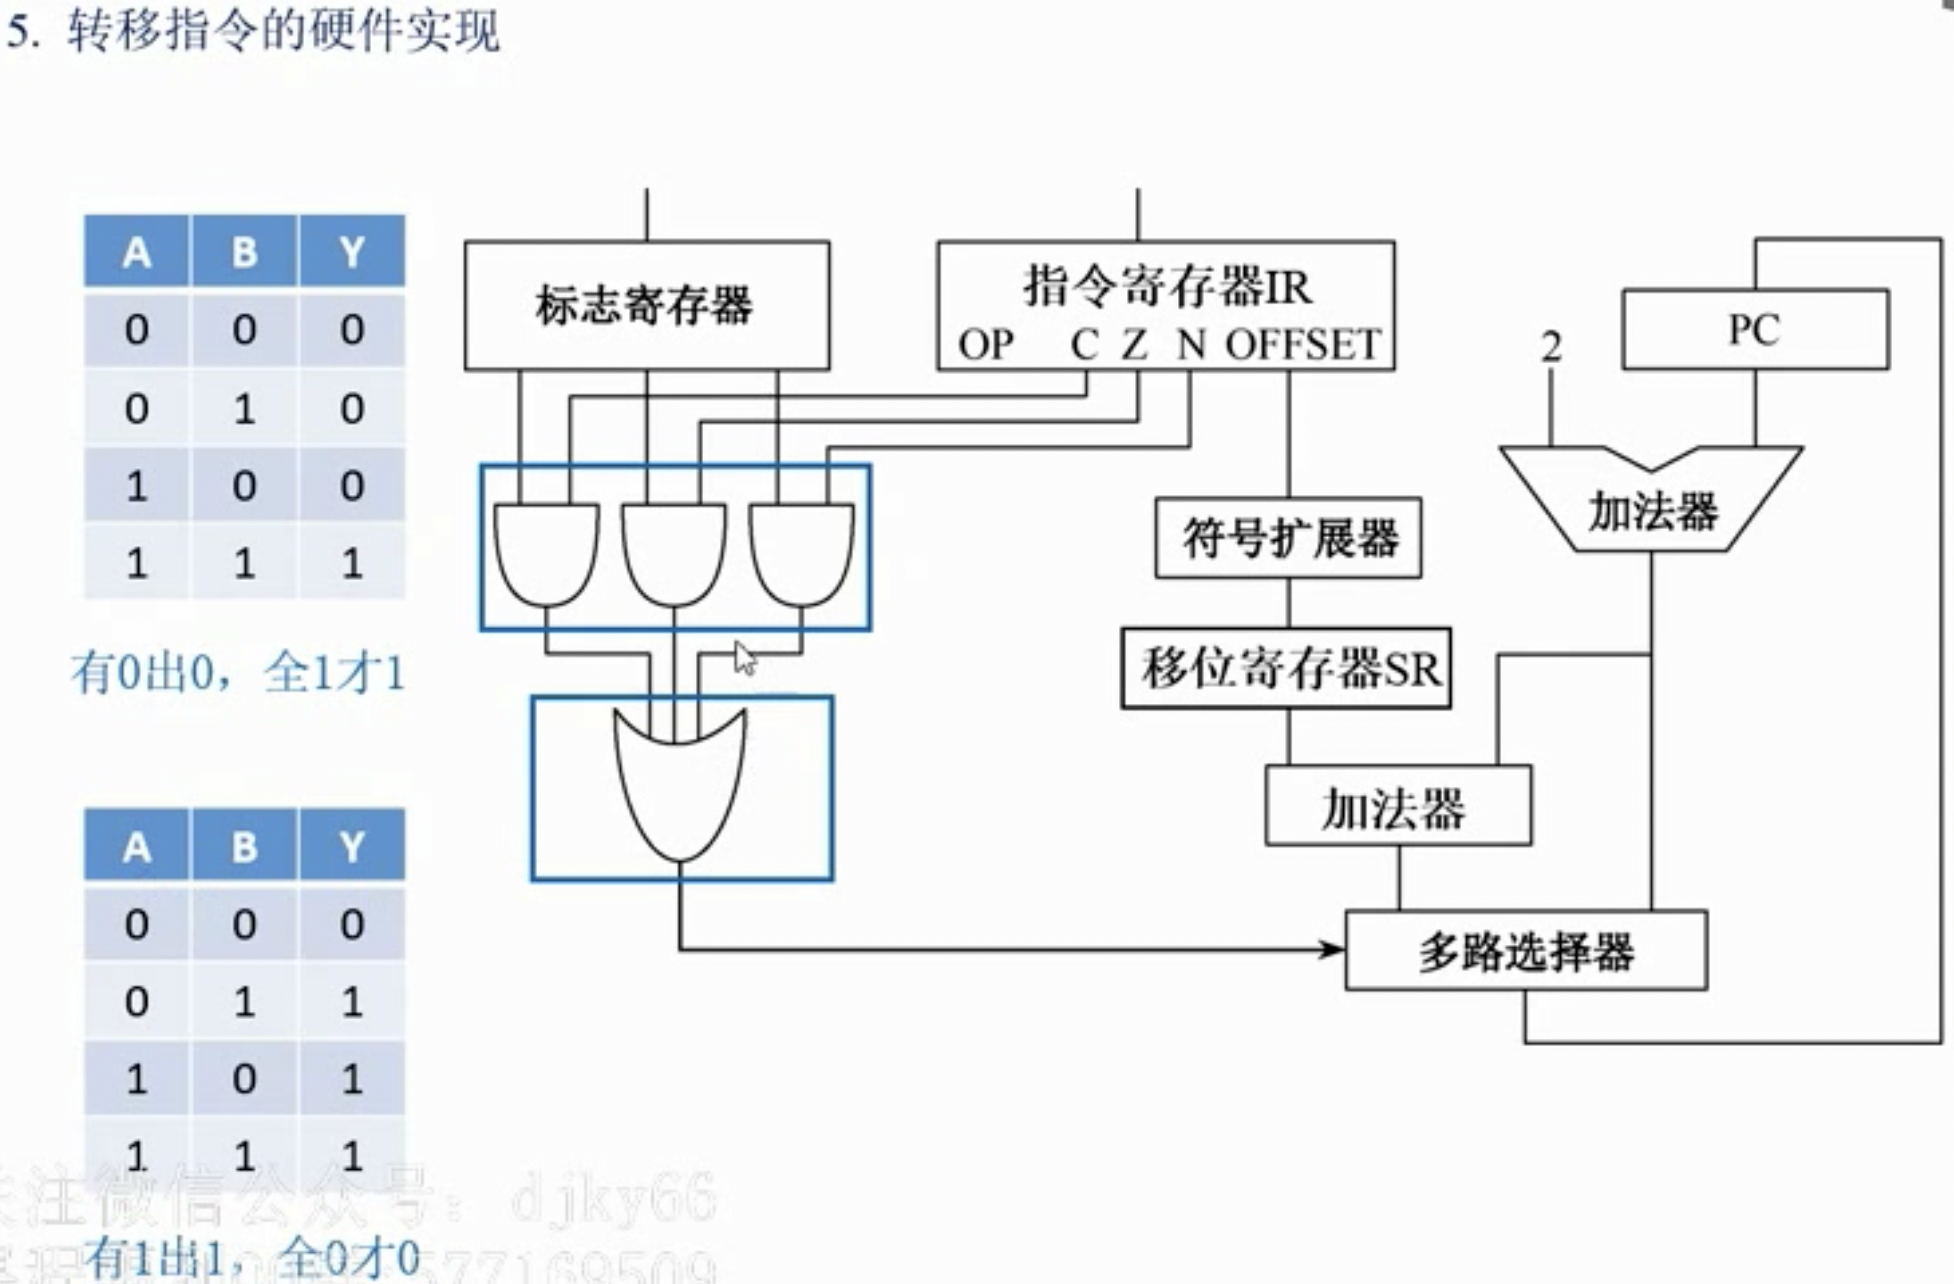 5. 转移指令的硬件实现
A B Y
0 0 0
0 1 0
1 0 0
1 1 1
有0出0，全1才1
A B Y
0 0 0
0 1 1
1 0 1
1 1 1
有1出1，全0才0
标志寄存器
指令寄存器IR
OP C Z N OFFSET
PC
2
加法器
符号扩展器
移位寄存器SR
加法器
多路选择器
注微信公众号：djky66
577169509